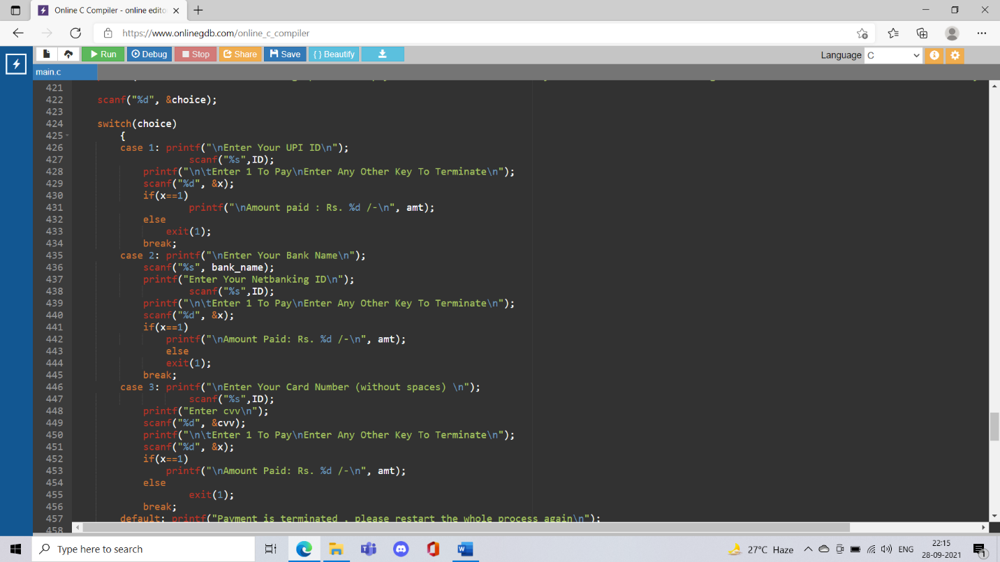 Online C Compiler - online edito
https://www.onlinegdb.com/online_c_compiler
Run Debug Stop Share Save { } Beautify Language C
main.c
421
422 scanf("%d", &choice);
423
424 switch(choice)
425 {
426 case 1: printf("\nEnter Your UPI ID\n");
427 scanf("%s",ID);
428 printf("\n\tEnter 1 To Pay\nEnter Any Other Key To Terminate\n");
429 scanf("%d", &x);
430 if(x==1)
431 printf("\nAmount paid : Rs. %d /-\n", amt);
432 else
433 exit(1);
434 break;
435 case 2: printf("\nEnter Your Bank Name\n");
436 scanf("%s", bank_name);
437 printf("Enter Your Netbanking ID\n");
438 scanf("%s",ID);
439 printf("\n\tEnter 1 To Pay\nEnter Any Other Key To Terminate\n");
440 scanf("%d", &x);
441 if(x==1)
442 printf("\nAmount Paid: Rs. %d /-\n", amt);
443 else
444 exit(1);
445 break;
446 case 3: printf("\nEnter Your Card Number (without spaces) \n");
447 scanf("%s",ID);
448 printf("Enter cvv\n");
449 scanf("%d", &cvv);
450 printf("\n\tEnter 1 To Pay\nEnter Any Other Key To Terminate\n");
451 scanf("%d", &x);
452 if(x==1)
453 printf("\nAmount Paid: Rs. %d /-\n", amt);
454 else
455 exit(1);
456 break;
457 default: printf("Payment is terminated , please restart the whole process again\n");
458
Type here to search 27°C Haze ENG 22:15
28-09-2021 1